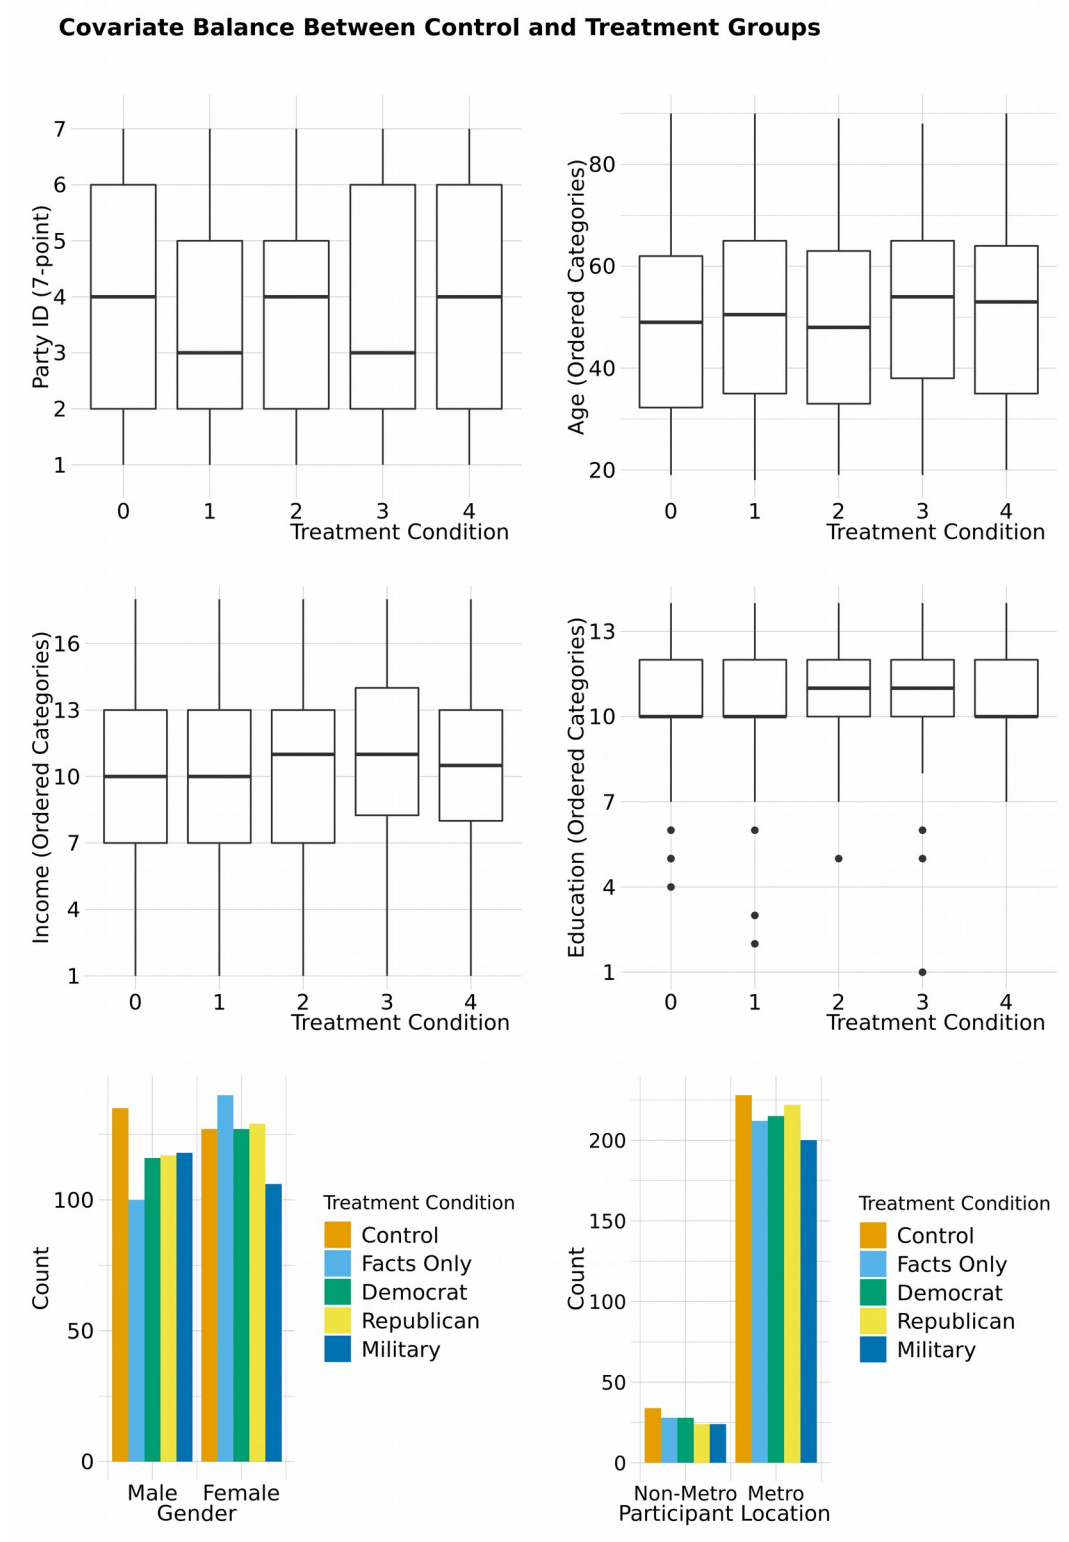 Covariate Balance Between Control and Treatment Groups
Party ID (7-point)
7
6
5
4
3
2
1
0 1 2 3 4
Treatment Condition
Age (Ordered Categories)
80
60
40
20
0 1 2 3 4
Treatment Condition
Income (Ordered Categories)
16
13
10
7
4
1
0 1 2 3 4
Treatment Condition
Education (Ordered Categories)
13
10
7
4
1
0 1 2 3 4
Treatment Condition
Count
100
50
0
Male Female
Gender
Treatment Condition
Control
Facts Only
Democrat
Republican
Military
Count
200
150
100
50
0
Non-Metro Metro
Participant Location
Treatment Condition
Control
Facts Only
Democrat
Republican
Military